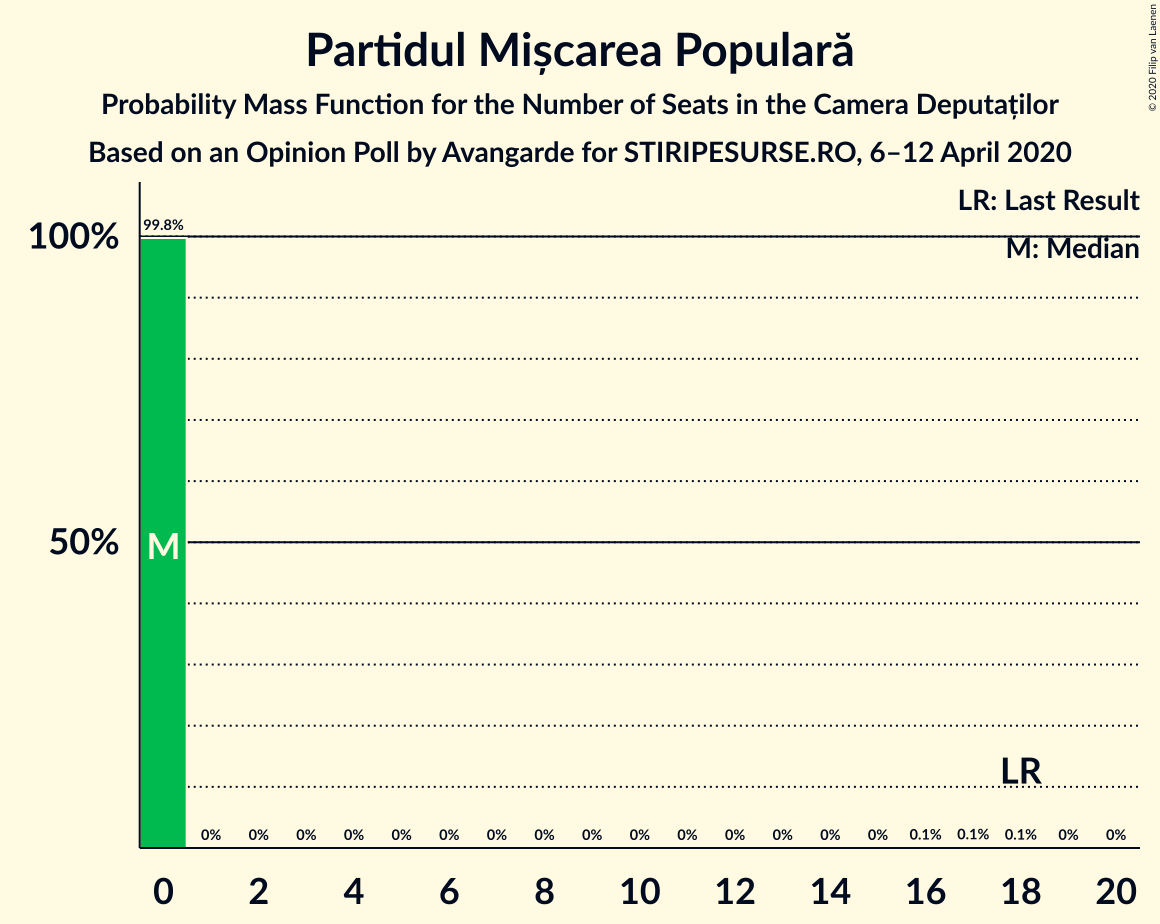 Partidul Mișcarea Populară
Probability Mass Function for the Number of Seats in the Camera Deputaților
Based on an Opinion Poll by Avangarde for STIRIPESURSE.RO, 6–12 April 2020
© 2020 Filip van Laenen
LR: Last Result
M: Median
100%
50%
99.8%
M
LR
0% 0% 0% 0% 0% 0% 0% 0% 0% 0% 0% 0% 0% 0% 0% 0.1% 0.1% 0.1% 0% 0%
0 2 4 6 8 10 12 14 16 18 20